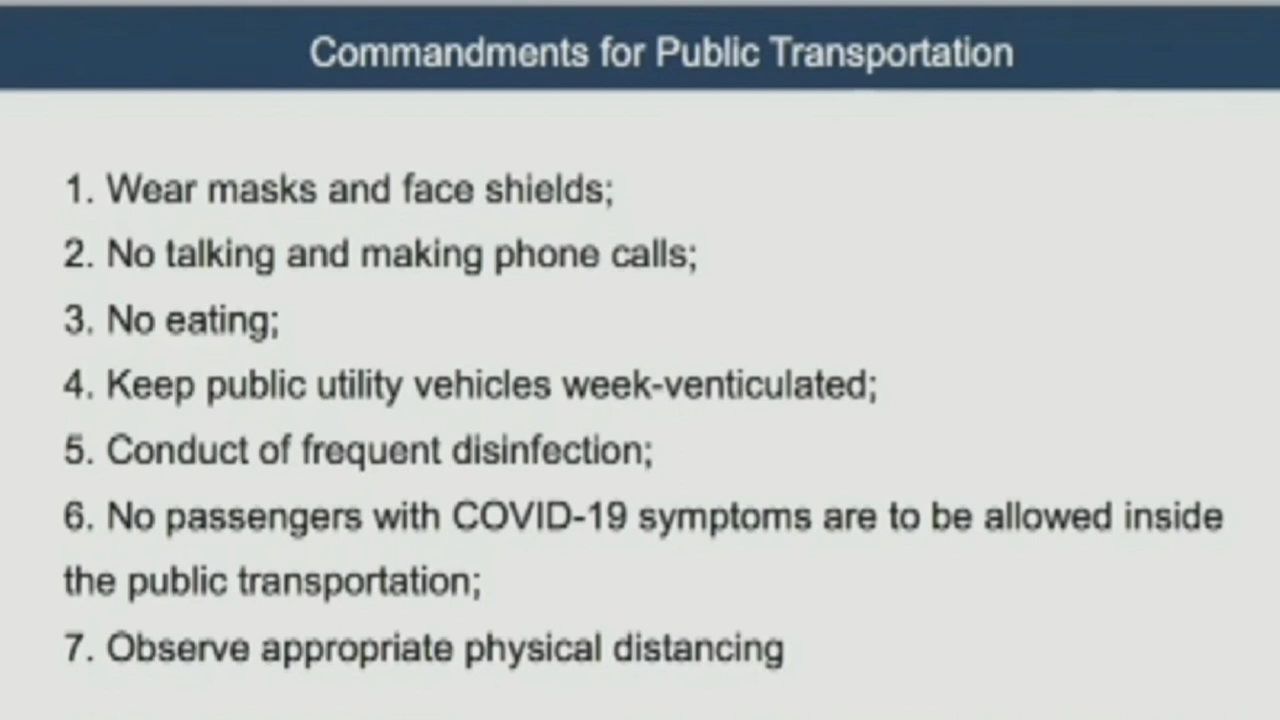 Commandments for Public Transportation
1. Wear masks and face shields;
2. No talking and making phone calls;
3. No eating;
4. Keep public utility vehicles week-venticulated;
5. Conduct of frequent disinfection;
6. No passengers with COVID-19 symptoms are to be allowed inside
the public transportation;
7. Observe appropriate physical distancing